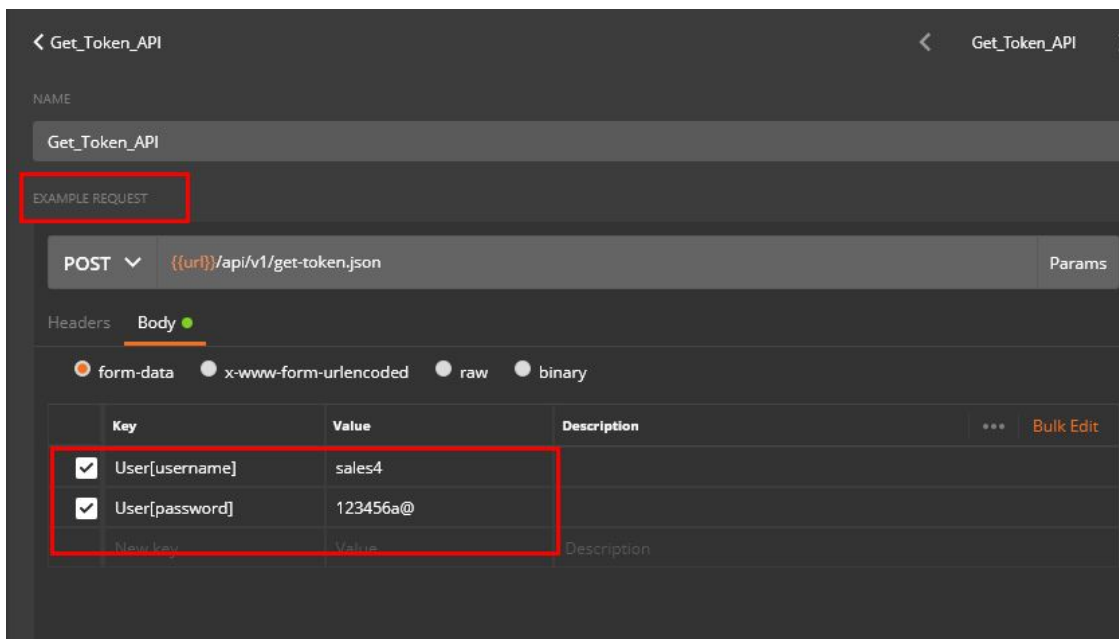 Get_Token_API Get_Token_API
NAME
Get_Token_API
EXAMPLE REQUEST
POST {{url}}/api/v1/get-token.json Params
Headers Body
form-data x-www-form-urlencoded raw binary
Key Value Description ••• Bulk Edit
User[username] sales4
User[password] 123456a@
New key Value Description